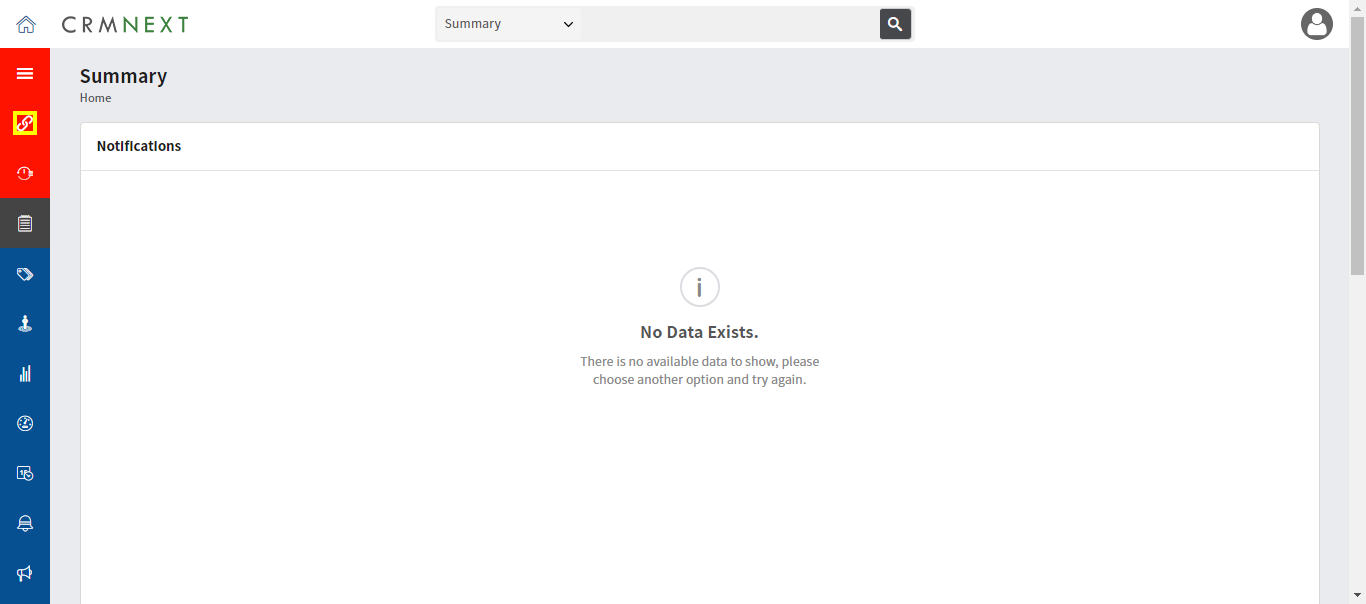 CRMNEXT
Summary
Summary
Home
Notifications
No Data Exists.
There is no available data to show, please
choose another option and try again.